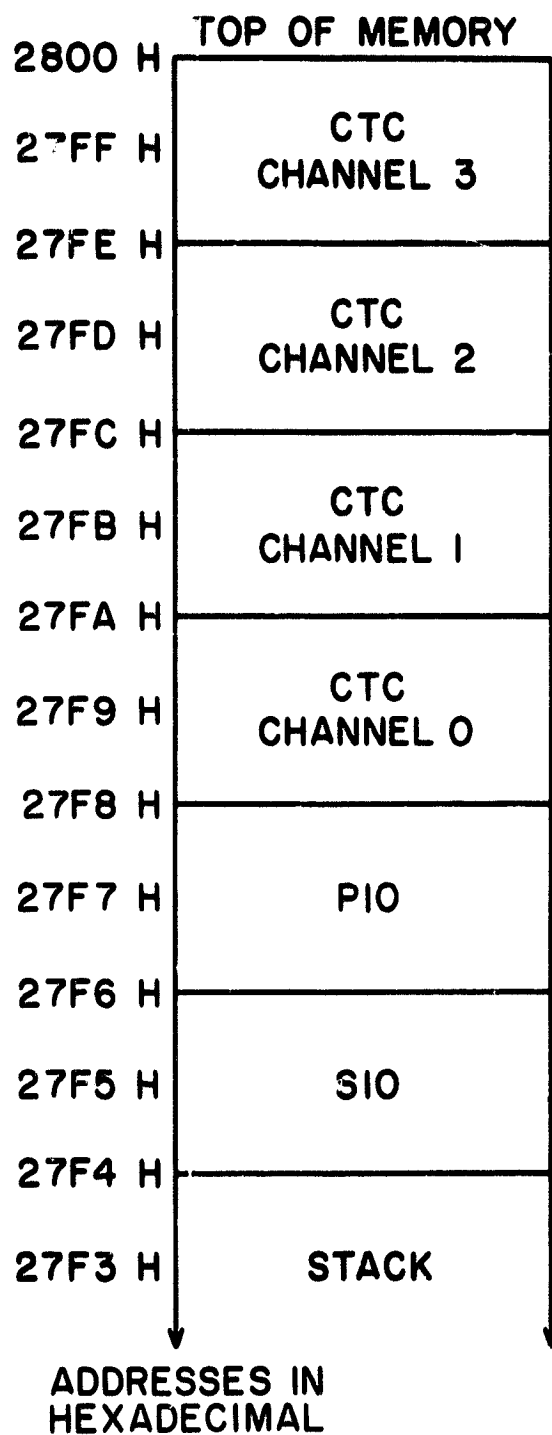 TOP OF MEMORY
2800 H
27FF H
CTC
CHANNEL 3
27FE H
27FD H
CTC
CHANNEL 2
27FC H
27FB H
CTC
CHANNEL 1
27FA H
27F9 H
CTC
CHANNEL 0
27F8 H
27F7 H
PIO
27F6 H
27F5 H
SIO
27F4 H
27F3 H
STACK
ADDRESSES IN
HEXADECIMAL